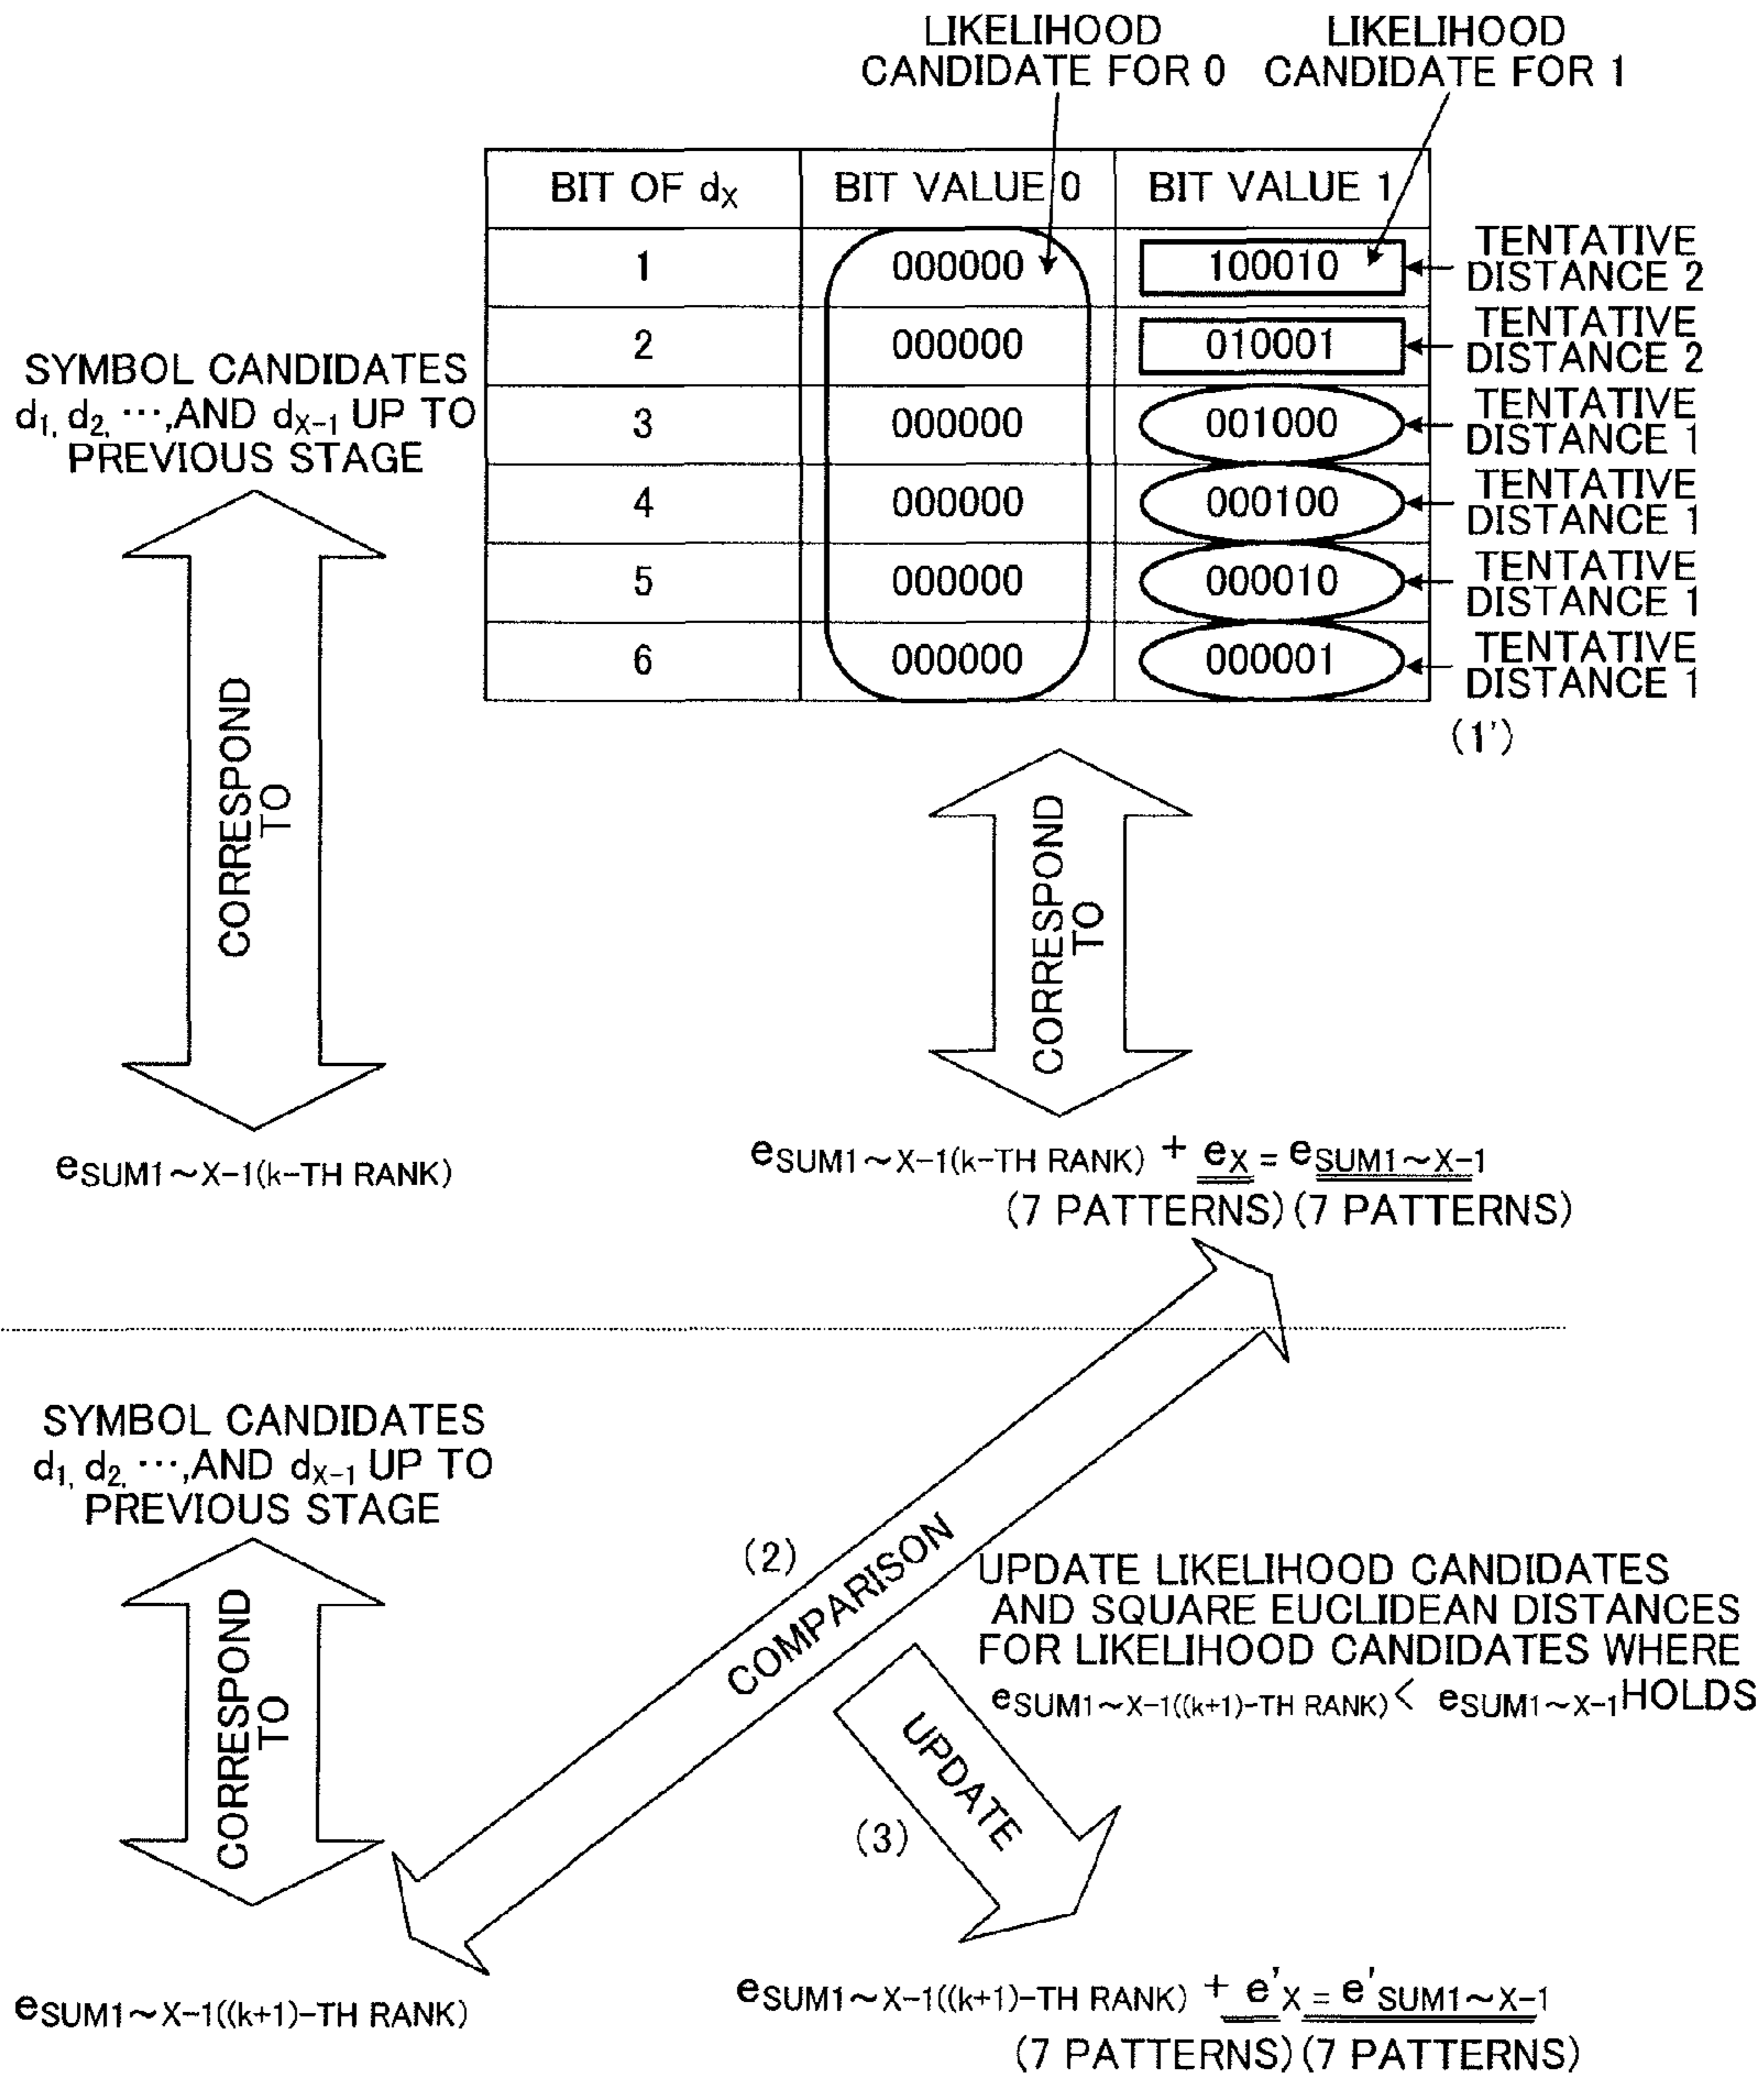 LIKELIHOOD
CANDIDATE FOR 0
LIKELIHOOD
CANDIDATE FOR 1
BIT OF dX BIT VALUE 0 BIT VALUE 1
1 000000 100010
TENTATIVE
DISTANCE 2
2 000000 010001
TENTATIVE
DISTANCE 2
3 000000 001000
TENTATIVE
DISTANCE 1
4 000000 000100
TENTATIVE
DISTANCE 1
5 000000 000010
TENTATIVE
DISTANCE 1
6 000000 000001
TENTATIVE
DISTANCE 1
(1')
SYMBOL CANDIDATES
d1, d2, ···,AND dX-1 UP TO
PREVIOUS STAGE
CORRESPOND
TO
CORRESPOND
TO
eSUM1~X-1(k-TH RANK)
eSUM1~X-1(k-TH RANK) + eX = eSUM1~X-1
(7 PATTERNS)(7 PATTERNS)
SYMBOL CANDIDATES
d1, d2, ···,AND dX-1 UP TO
PREVIOUS STAGE
CORRESPOND
TO
(2)
COMPARISON
UPDATE LIKELIHOOD CANDIDATES
AND SQUARE EUCLIDEAN DISTANCES
FOR LIKELIHOOD CANDIDATES WHERE
eSUM1~X-1((k+1)-TH RANK)< eSUM1~X-1HOLDS
UPDATE
(3)
eSUM1~X-1((k+1)-TH RANK)
eSUM1~X-1((k+1)-TH RANK) + e'X = e'SUM1~X-1
(7 PATTERNS)(7 PATTERNS)